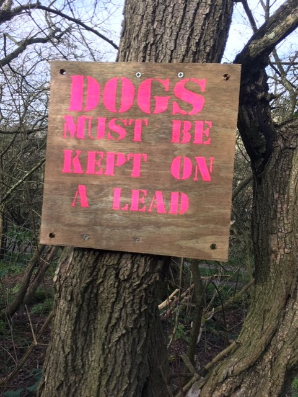 DOGS
MUST BE
KEPT ON
A LEAD